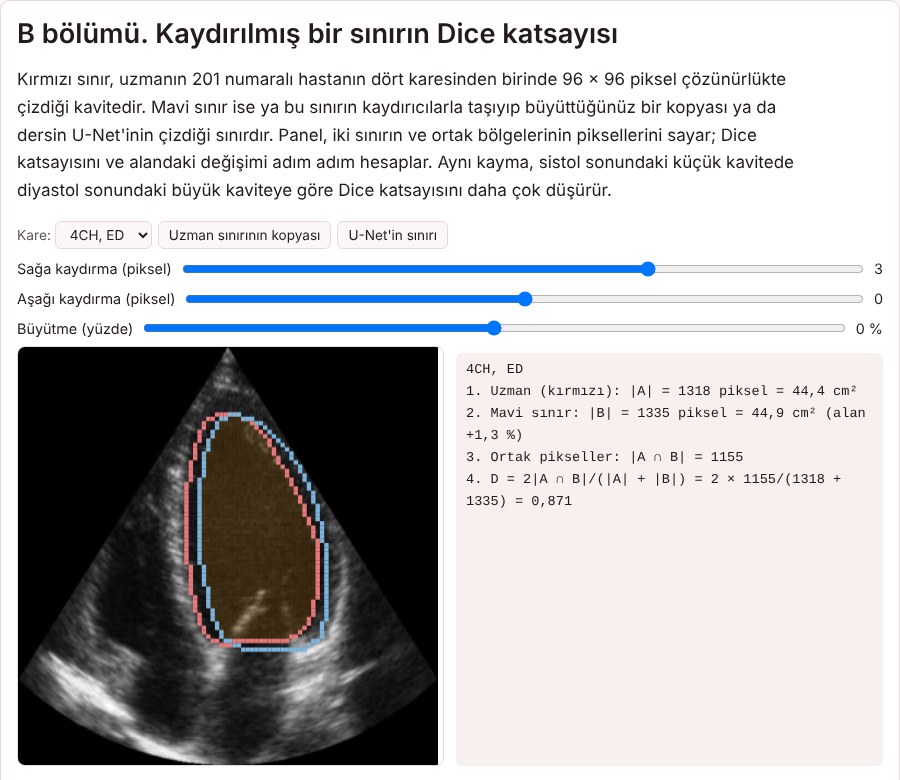 B bölümü. Kaydırılmış bir sınırın Dice katsayısı
Kırmızı sınır, uzmanın 201 numaralı hastanın dört karesinden birinde 96 × 96 piksel çözünürlükte
çizdiği kavitedir. Mavi sınır ise ya bu sınırın kaydırıcılarla taşıyıp büyüttüğünüz bir kopyası ya da
dersin U-Net'inin çizdiği sınırdır. Panel, iki sınırın ve ortak bölgelerinin piksellerini sayar; Dice
katsayısını ve alandaki değişimi adım adım hesaplar. Aynı kayma, sistol sonundaki küçük kavitede
diyastol sonundaki büyük kaviteye göre Dice katsayısını daha çok düşürür.
Kare: 4CH, ED Uzman sınırının kopyası U-Net'in sınırı
Sağa kaydırma (piksel) 3
Aşağı kaydırma (piksel) 0
Büyütme (yüzde) 0 %
4CH, ED
1. Uzman (kırmızı): |A| = 1318 piksel = 44,4 cm²
2. Mavi sınır: |B| = 1335 piksel = 44,9 cm² (alan
+1,3 %)
3. Ortak pikseller: |A ∩ B| = 1155
4. D = 2|A ∩ B|/(|A| + |B|) = 2 × 1155/(1318 +
1335) = 0,871